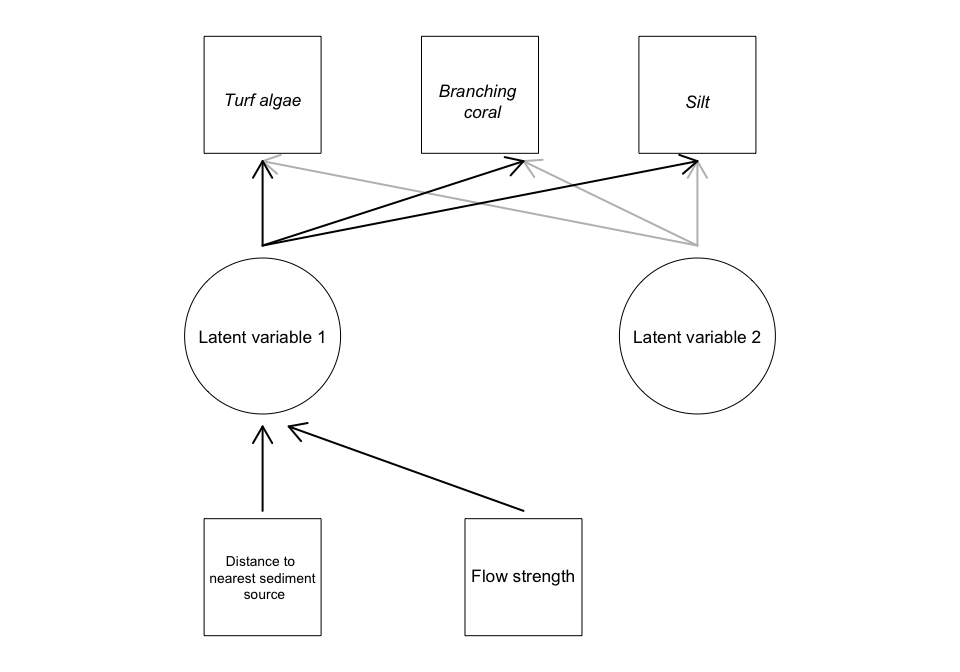 Turf algae
Branching
coral
Silt
Latent variable 1
Latent variable 2
Distance to
nearest sediment
source
Flow strength